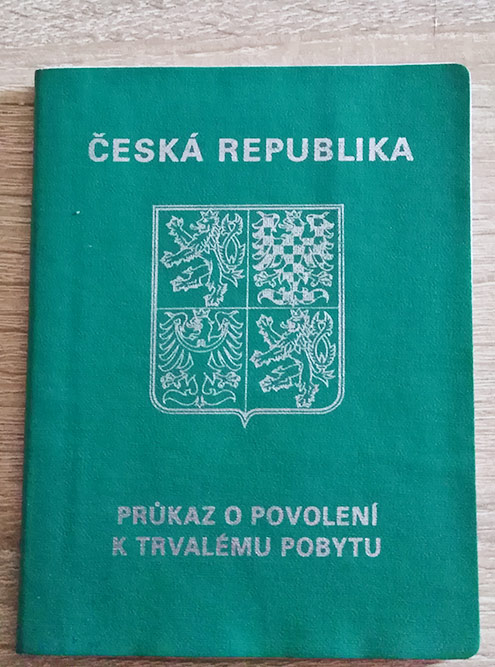 ČESKÁ REPUBLIKA
PRŮKAZ O POVOLENÍ
K TRVALÉMU POBYTU